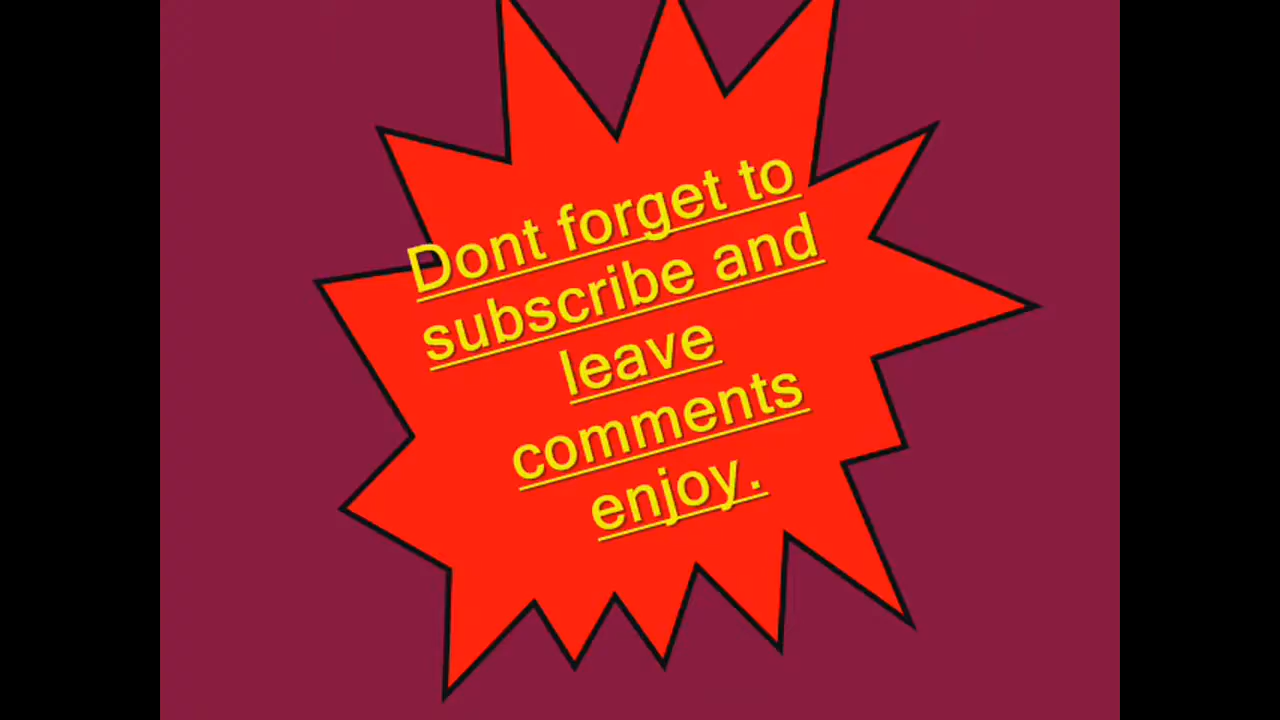 Dont forget to
subscribe and
leave
comments
enjoy.